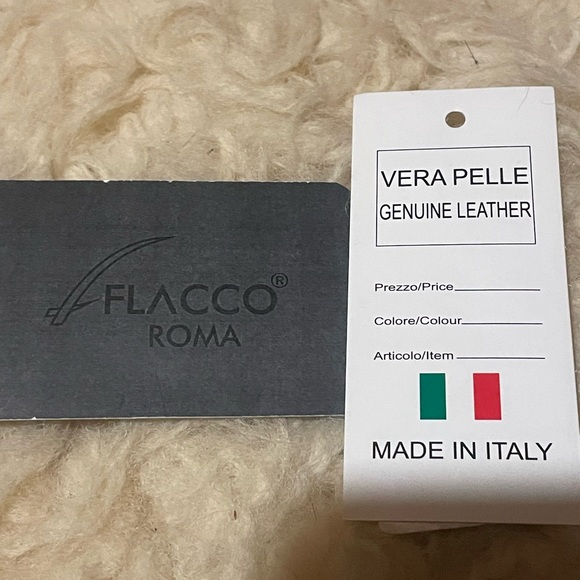 FLACCO®
ROMA
VERA PELLE
GENUINE LEATHER
Prezzo/Price
Colore/Colour
Articolo/Item
MADE IN ITALY